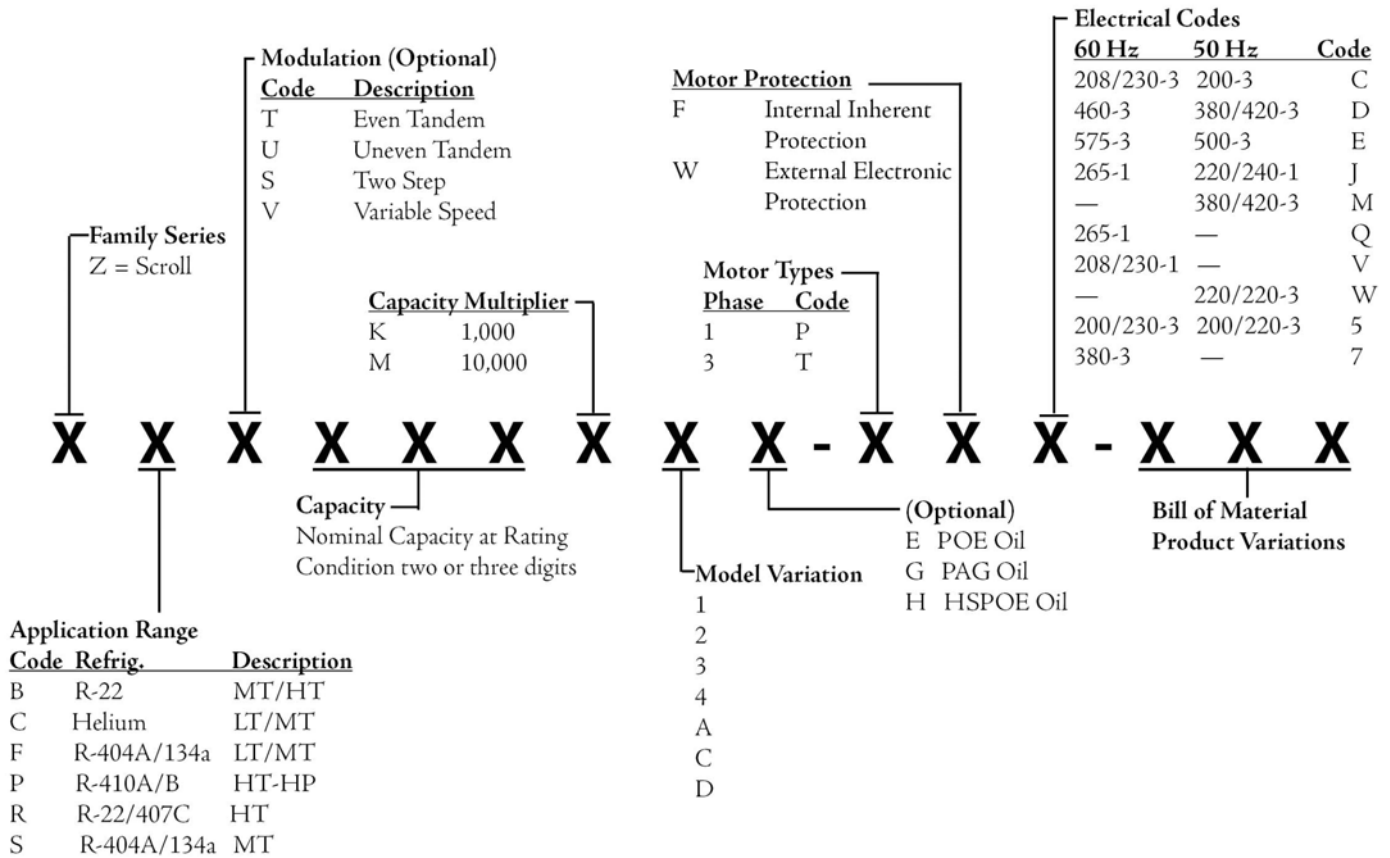 Electrical Codes
60 Hz 50 Hz Code
208/230-3 200-3 C
460-3 380/420-3 D
575-3 500-3 E
265-1 220/240-1 J
— 380/420-3 M
265-1 — Q
208/230-1 — V
— 220/220-3 W
200/230-3 200/220-3 5
380-3 — 7
Modulation (Optional)
Code Description
T Even Tandem
U Uneven Tandem
S Two Step
V Variable Speed
Motor Protection
F Internal Inherent
Protection
W External Electronic
Protection
Family Series
Z = Scroll
Capacity Multiplier
K 1,000
M 10,000
Motor Types
Phase Code
1 P
3 T
X X X X X X X X X - X X X - X X X
Capacity
Nominal Capacity at Rating
Condition two or three digits
Model Variation
1
2
3
4
A
C
D
(Optional)
E POE Oil
G PAG Oil
H HSPOE Oil
Bill of Material
Product Variations
Application Range
Code Refrig. Description
B R-22 MT/HT
C Helium LT/MT
F R-404A/134a LT/MT
P R-410A/B HT-HP
R R-22/407C HT
S R-404A/134a MT